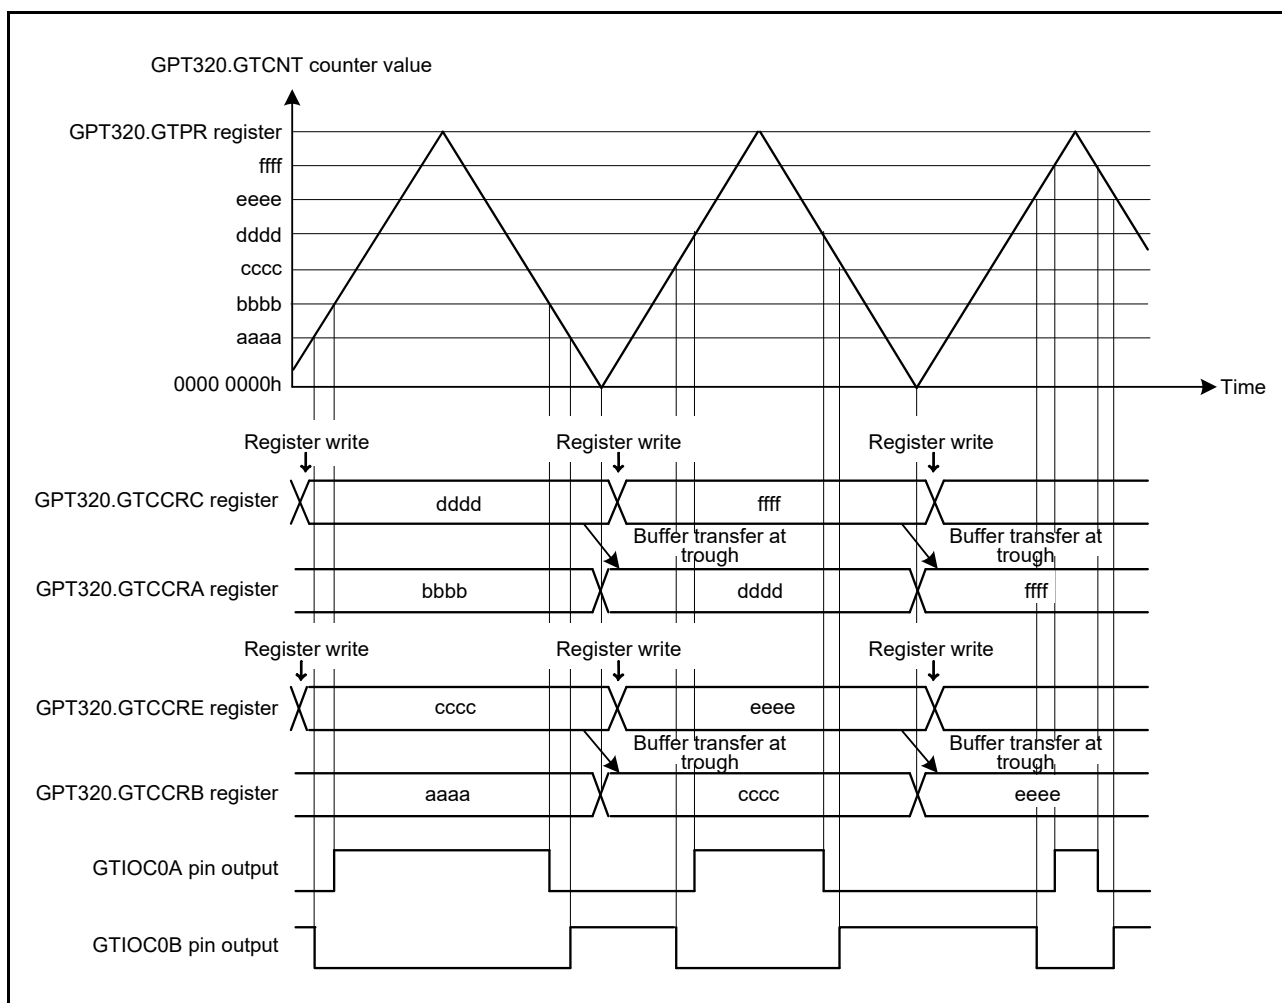 GPT320.GTCNT counter value
GPT320.GTPR register
ffff
eeee
dddd
cccc
bbbb
aaaa
0000 0000h
Time
Register write
Register write
Register write
GPT320.GTCCRC register
dddd
ffff
Buffer transfer at
trough
Buffer transfer at
trough
GPT320.GTCCRA register
bbbb
dddd
ffff
Register write
Register write
Register write
GPT320.GTCCRE register
cccc
eeee
Buffer transfer at
trough
Buffer transfer at
trough
GPT320.GTCCRB register
aaaa
cccc
eeee
GTIOC0A pin output
GTIOC0B pin output